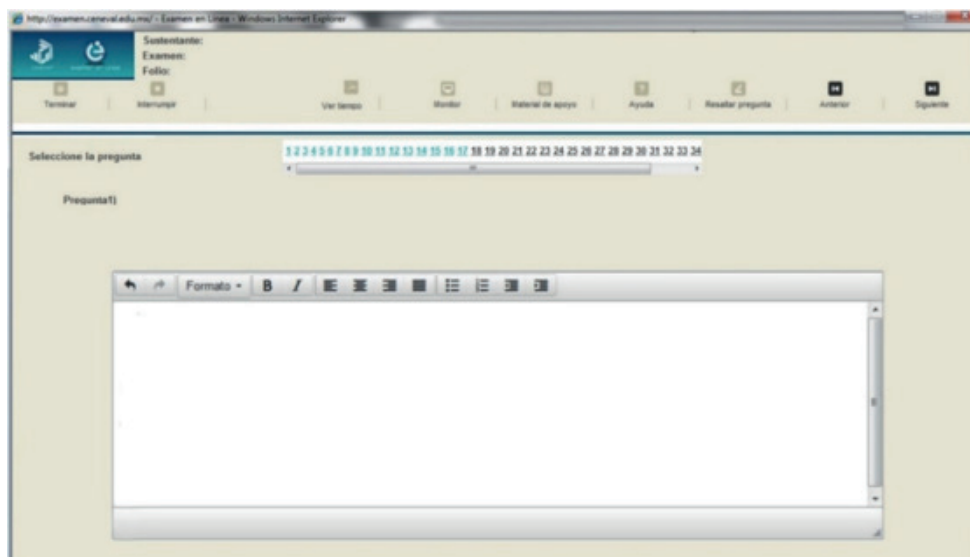 http://examen.ceneval.edu.mx/ - Examen en Línea - Windows Internet Explorer
Sustentante:
Examen:
Folio:
Terminar Interrumpir Ver tiempo Monitor Material de apoyo Ayuda Resaltar pregunta Anterior Siguiente
Seleccione la pregunta
1 2 3 4 5 6 7 8 9 10 11 12 13 14 15 16 17 18 19 20 21 22 23 24 25 26 27 28 29 30 31 32 33 34
Pregunta1)
Formato B I